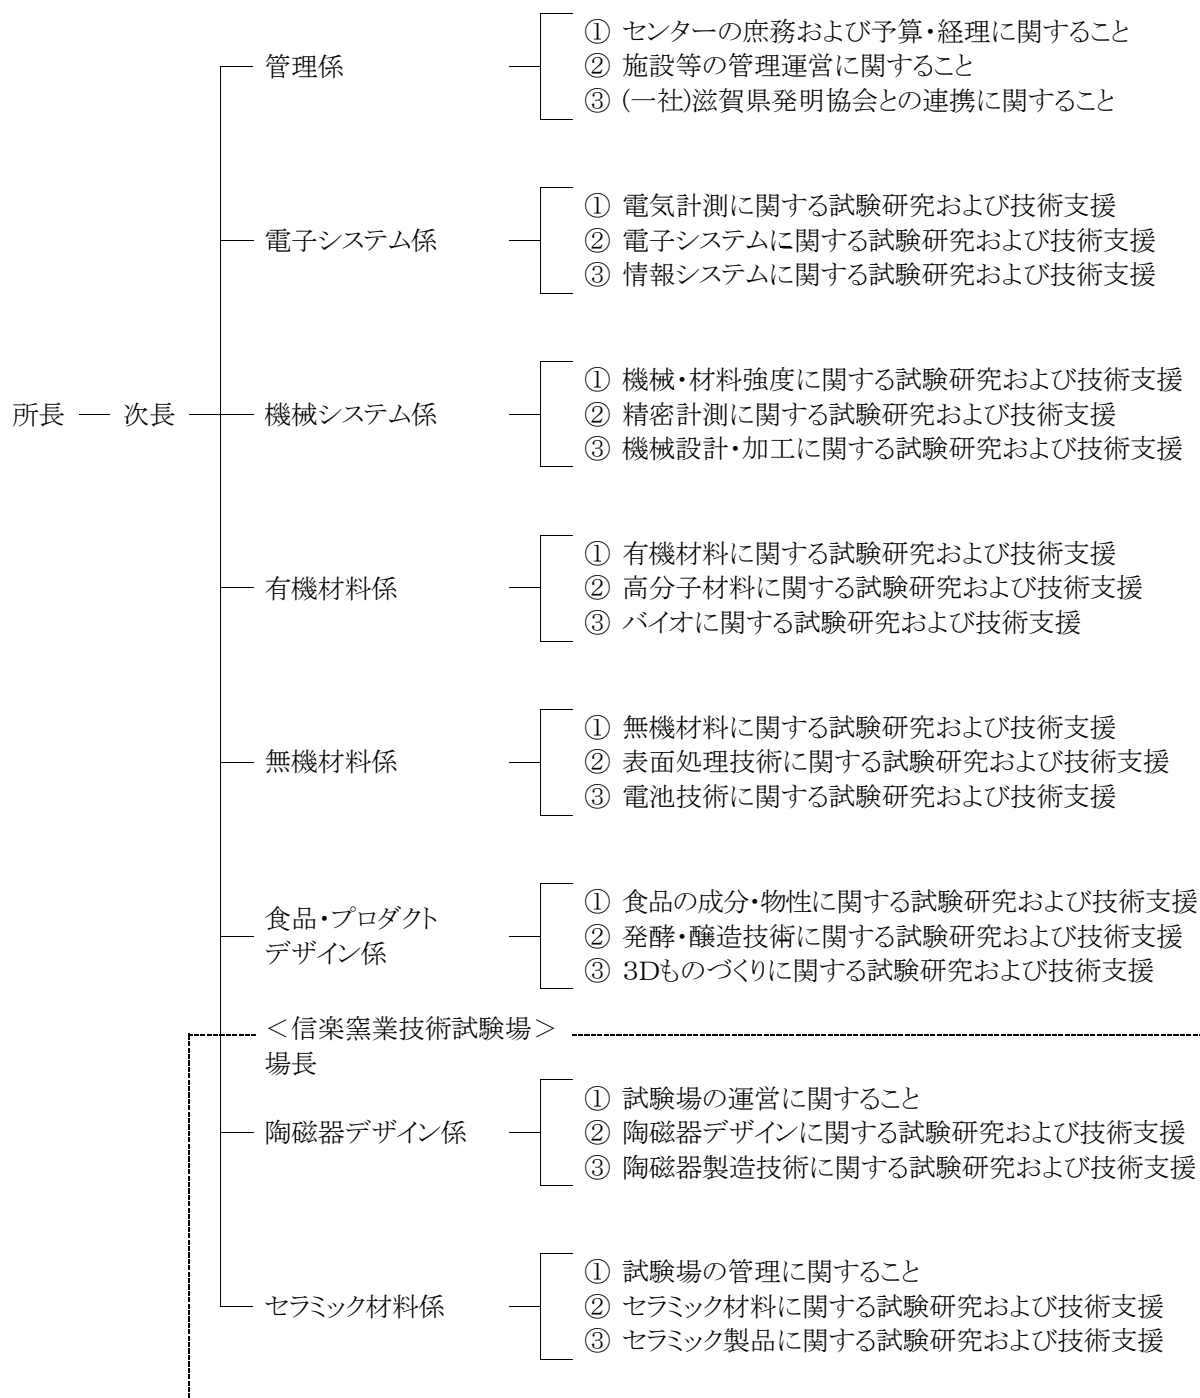 所長
次長
管理係
① センターの庶務および予算・経理に関すること
② 施設等の管理運営に関すること
③ (一社)滋賀県発明協会との連携に関すること
電子システム係
① 電気計測に関する試験研究および技術支援
② 電子システムに関する試験研究および技術支援
③ 情報システムに関する試験研究および技術支援
機械システム係
① 機械・材料強度に関する試験研究および技術支援
② 精密計測に関する試験研究および技術支援
③ 機械設計・加工に関する試験研究および技術支援
有機材料係
① 有機材料に関する試験研究および技術支援
② 高分子材料に関する試験研究および技術支援
③ バイオに関する試験研究および技術支援
無機材料係
① 無機材料に関する試験研究および技術支援
② 表面処理技術に関する試験研究および技術支援
③ 電池技術に関する試験研究および技術支援
食品・プロダクト
デザイン係
① 食品の成分・物性に関する試験研究および技術支援
② 発酵・醸造技術に関する試験研究および技術支援
③ 3Dものづくりに関する試験研究および技術支援
＜信楽窯業技術試験場＞
場長
陶磁器デザイン係
① 試験場の運営に関すること
② 陶磁器デザインに関する試験研究および技術支援
③ 陶磁器製造技術に関する試験研究および技術支援
セラミック材料係
① 試験場の管理に関すること
② セラミック材料に関する試験研究および技術支援
③ セラミック製品に関する試験研究および技術支援